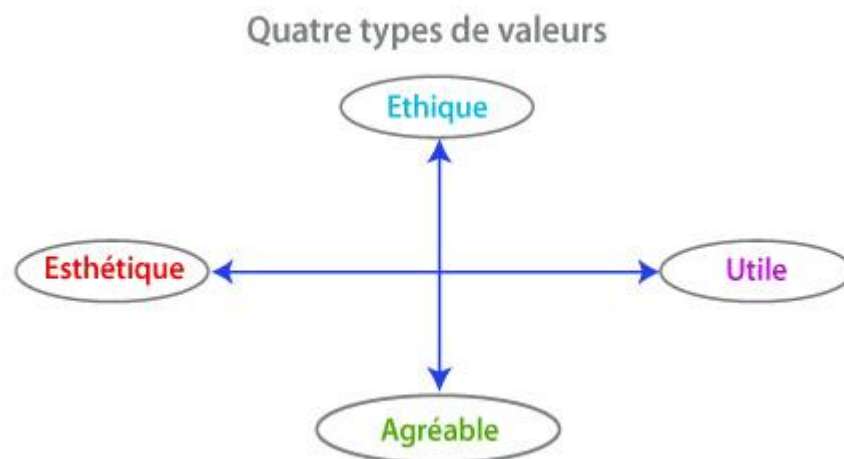 Quatre types de valeurs
Ethique
Esthétique
Utile
Agréable